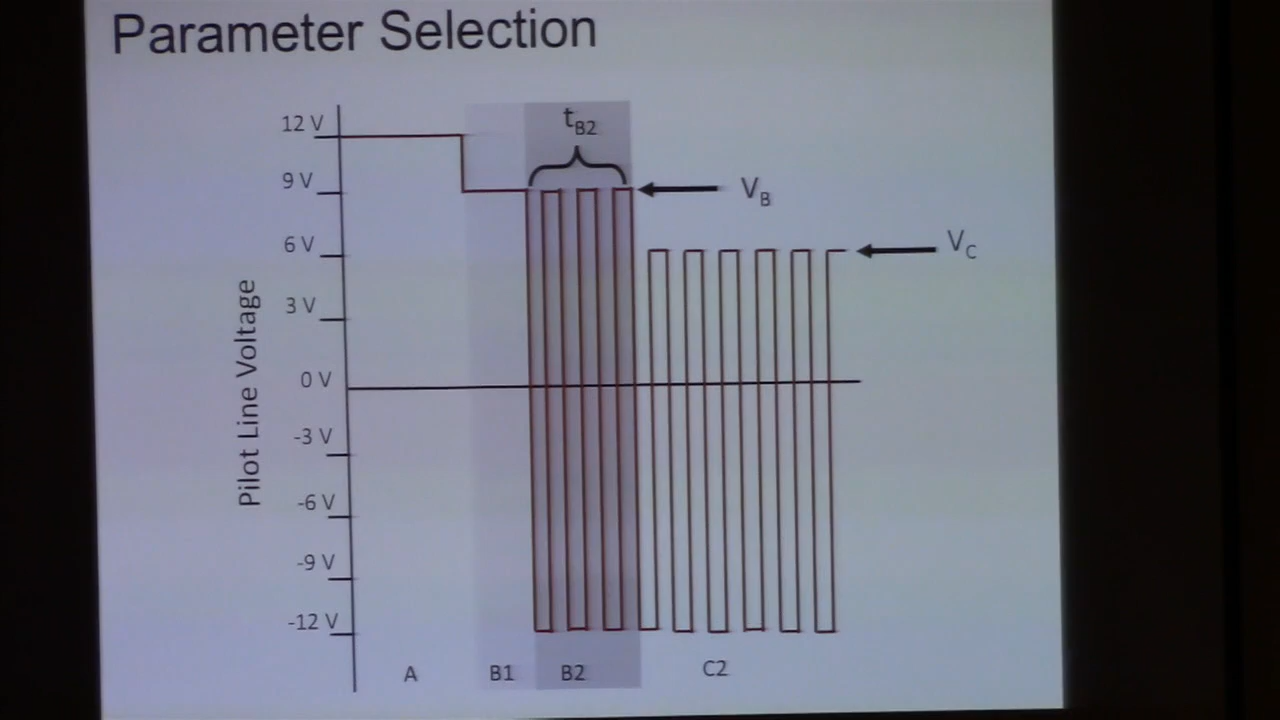 Parameter Selection
12 V
tB2
9 V
VB
6 V
VC
3 V
Pilot Line Voltage
0 V
-3 V
-6 V
-9 V
-12 V
A
B1
B2
C2